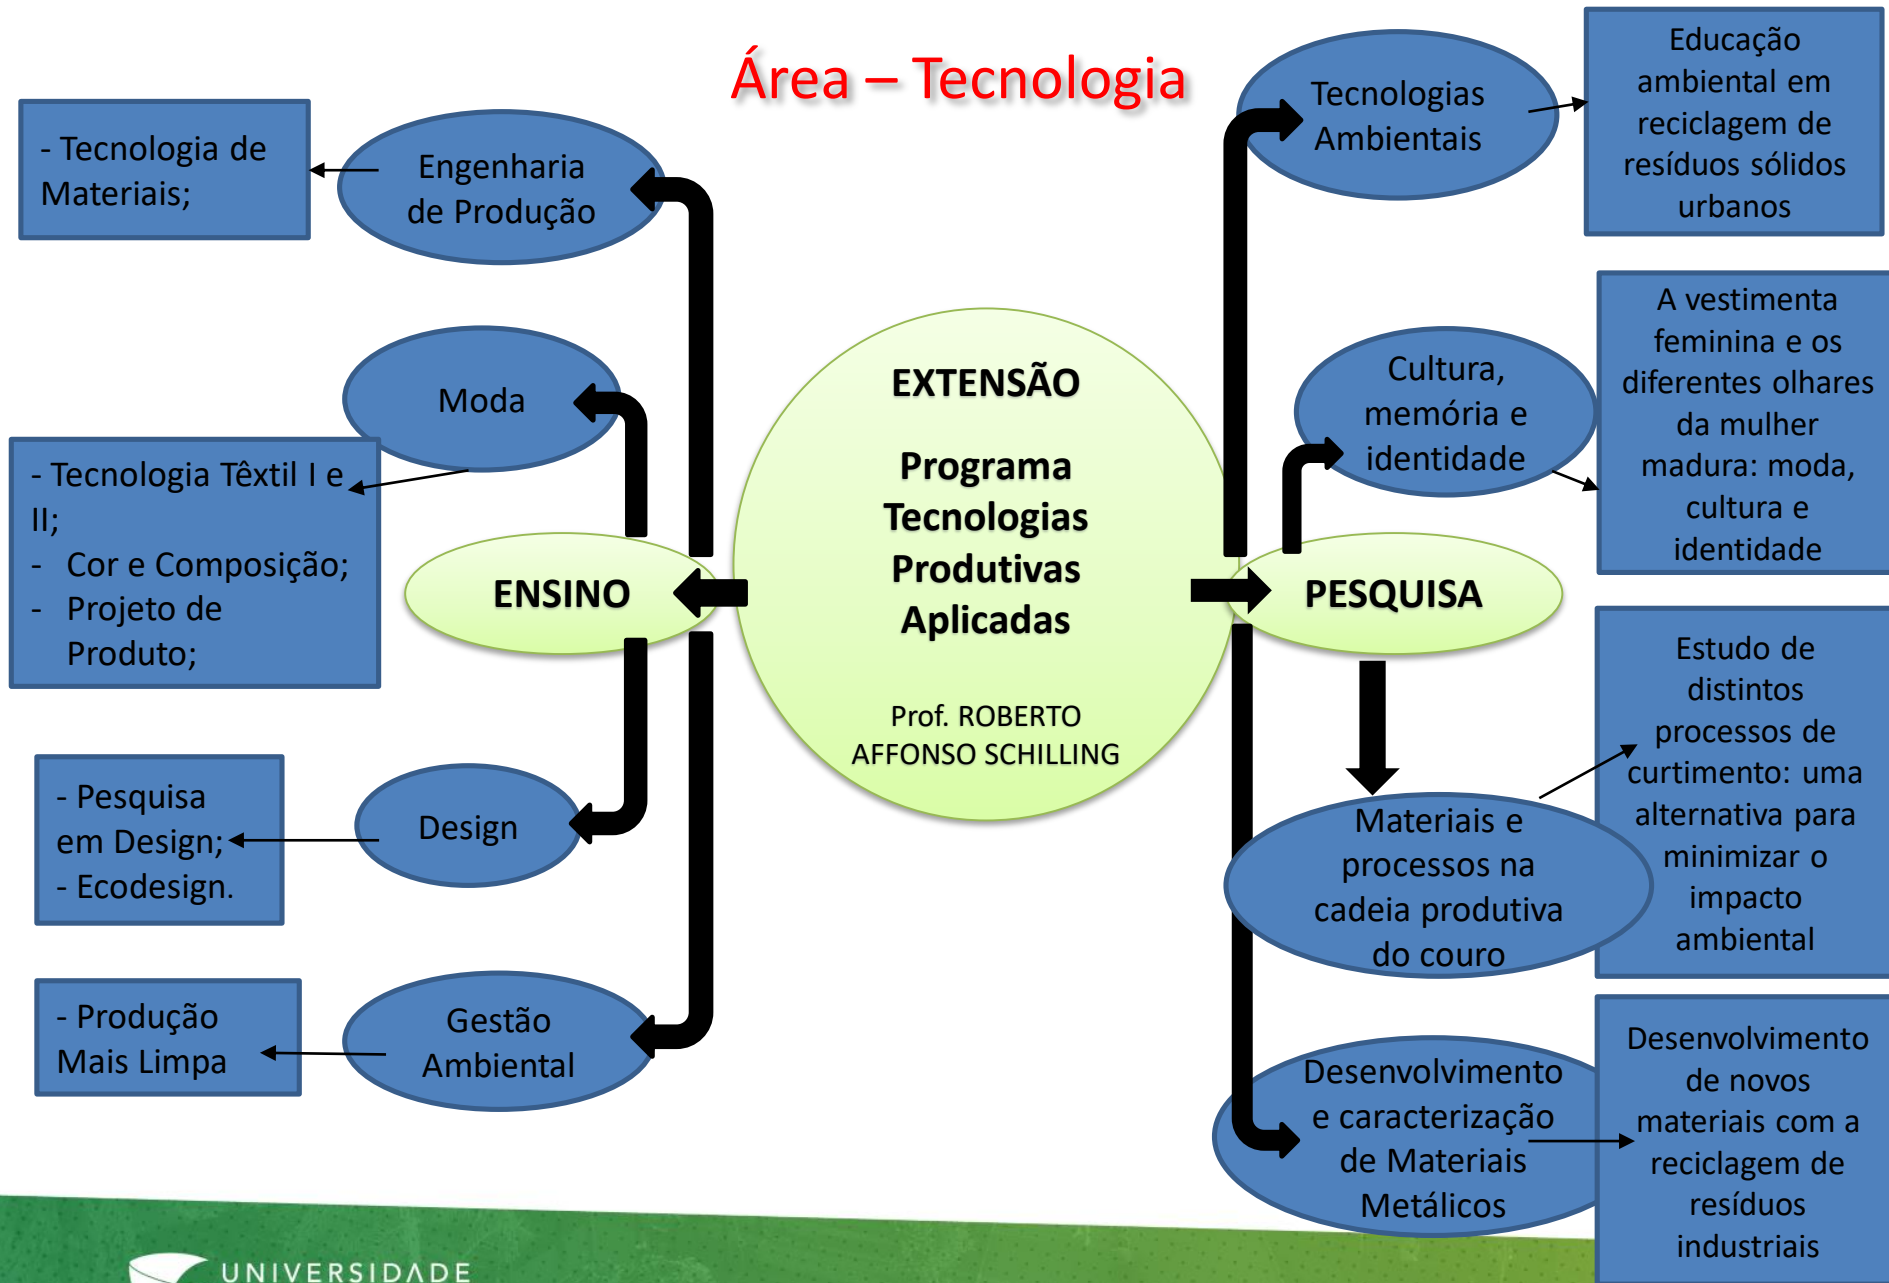 Área – Tecnologia
- Tecnologia de
Materiais;
Engenharia
de Produção
Moda
- Tecnologia Têxtil I e
II;
- Cor e Composição;
- Projeto de
Produto;
ENSINO
- Pesquisa
em Design;
- Ecodesign.
Design
- Produção
Mais Limpa
Gestão
Ambiental
EXTENSÃO
Programa
Tecnologias
Produtivas
Aplicadas
Prof. ROBERTO
AFFONSO SCHILLING
PESQUISA
Tecnologias
Ambientais
Educação
ambiental em
reciclagem de
resíduos sólidos
urbanos
Cultura,
memória e
identidade
A vestimenta
feminina e os
diferentes olhares
da mulher
madura: moda,
cultura e
identidade
Materiais e
processos na
cadeia produtiva
do couro
Estudo de
distintos
processos de
curtimento: uma
alternativa para
minimizar o
impacto
ambiental
Desenvolvimento
e caracterização
de Materiais
Metálicos
Desenvolvimento
de novos
materiais com a
reciclagem de
resíduos
industriais
UNIVERSIDADE